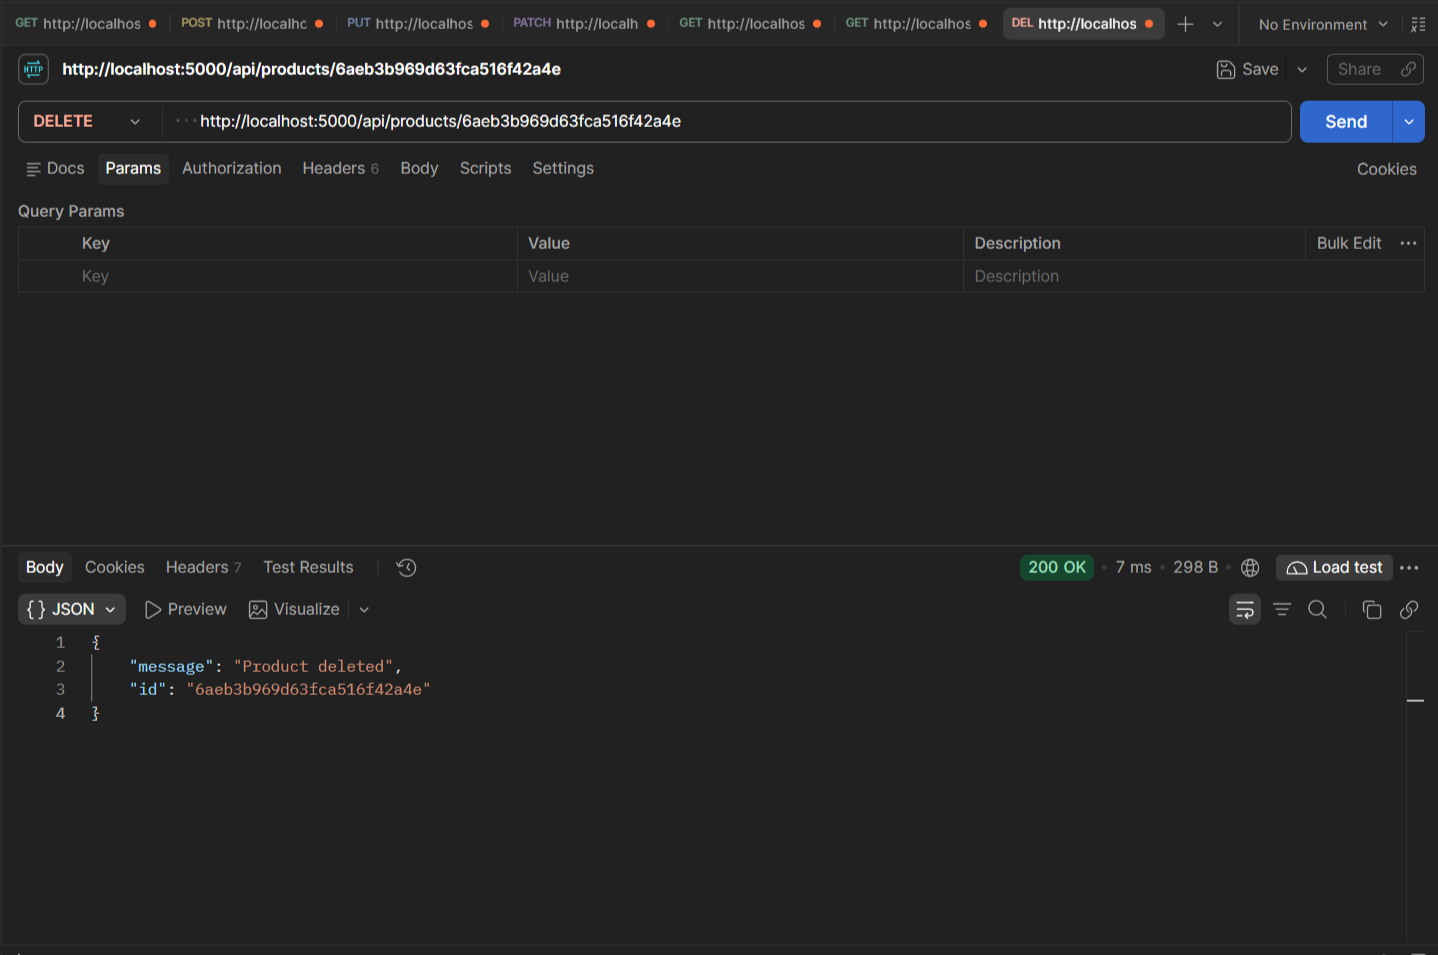 GET http://localhos POST http://localhc PUT http://localhos PATCH http://localh GET http://localhos GET http://localhos DEL http://localhos No Environment
HTTP http://localhost:5000/api/products/6aeb3b969d63fca516f42a4e Save Share
DELETE http://localhost:5000/api/products/6aeb3b969d63fca516f42a4e Send
Docs Params Authorization Headers 6 Body Scripts Settings Cookies
Query Params
Key Value Description Bulk Edit
Key Value Description
Body Cookies Headers 7 Test Results 200 OK • 7 ms • 298 B • Load test
{} JSON Preview Visualize
1 {
2 "message": "Product deleted",
3 "id": "6aeb3b969d63fca516f42a4e"
4 }